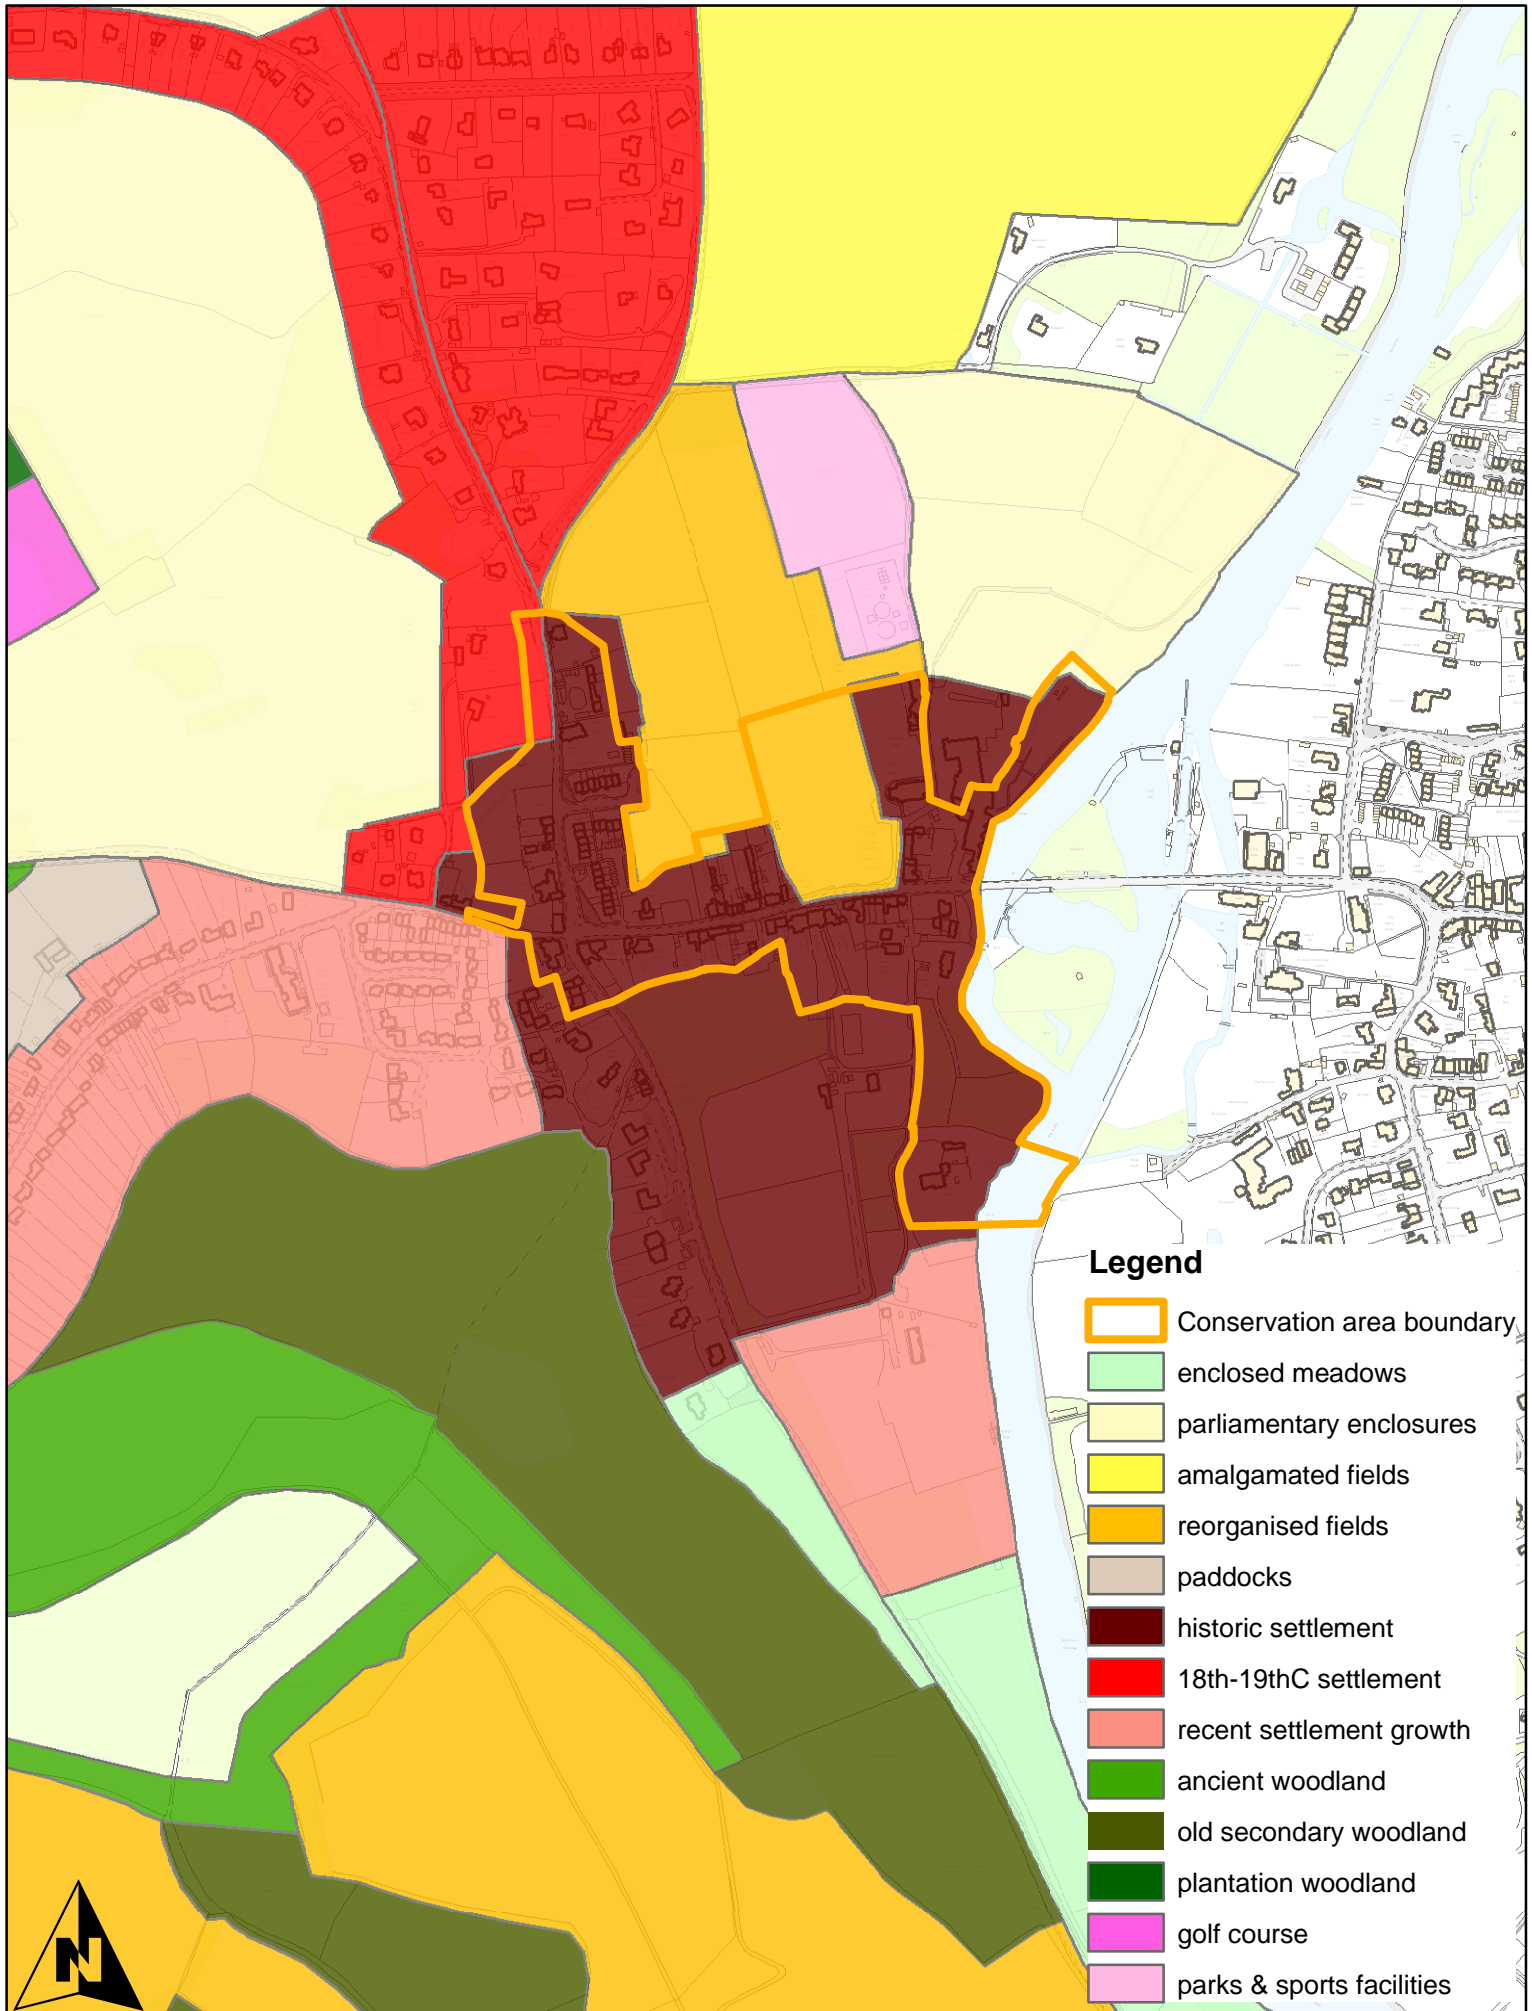 Legend
Conservation area boundary
enclosed meadows
parliamentary enclosures
amalgamated fields
reorganised fields
paddocks
historic settlement
18th-19thC settlement
recent settlement growth
ancient woodland
old secondary woodland
plantation woodland
golf course
parks & sports facilities
N